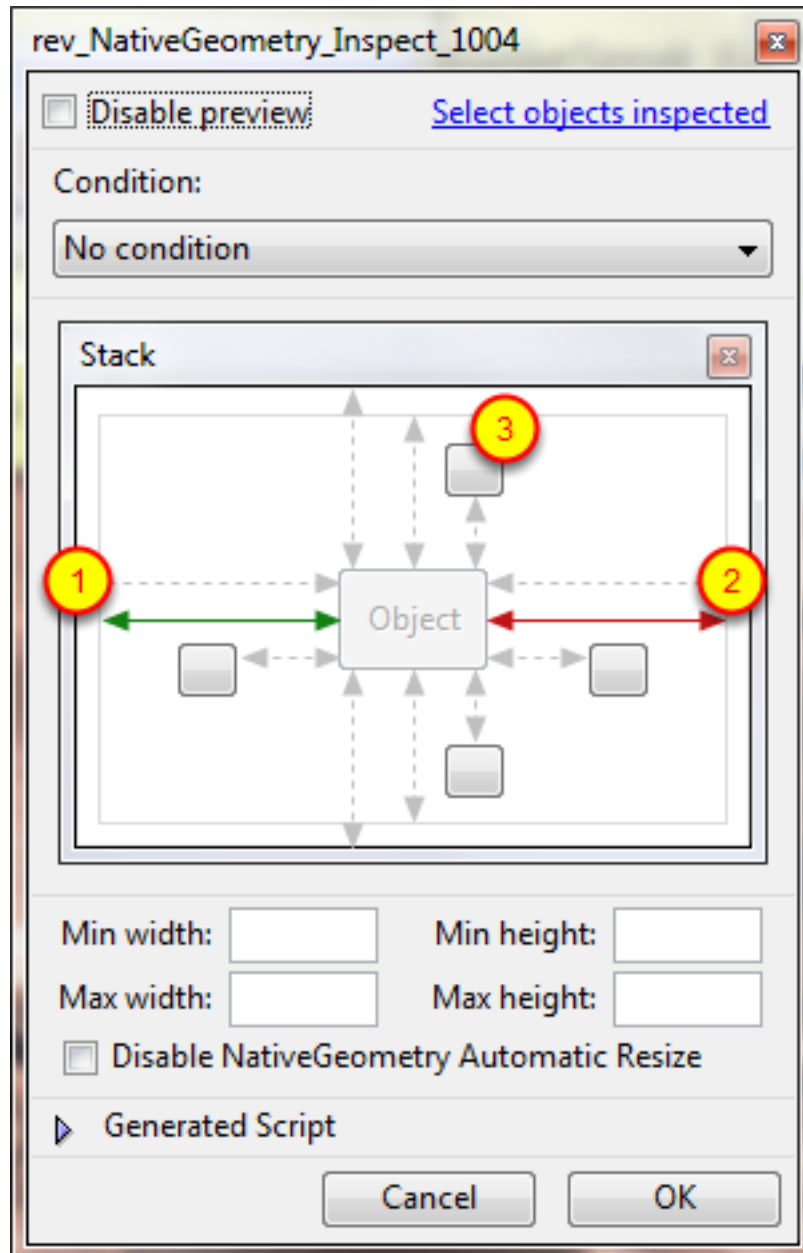 rev_NativeGeometry_Inspect_1004
Disable preview Select objects inspected
Condition:
No condition
Stack
3
1 2
Object
Min width: Min height:
Max width: Max height:
Disable NativeGeometry Automatic Resize
Generated Script
Cancel OK